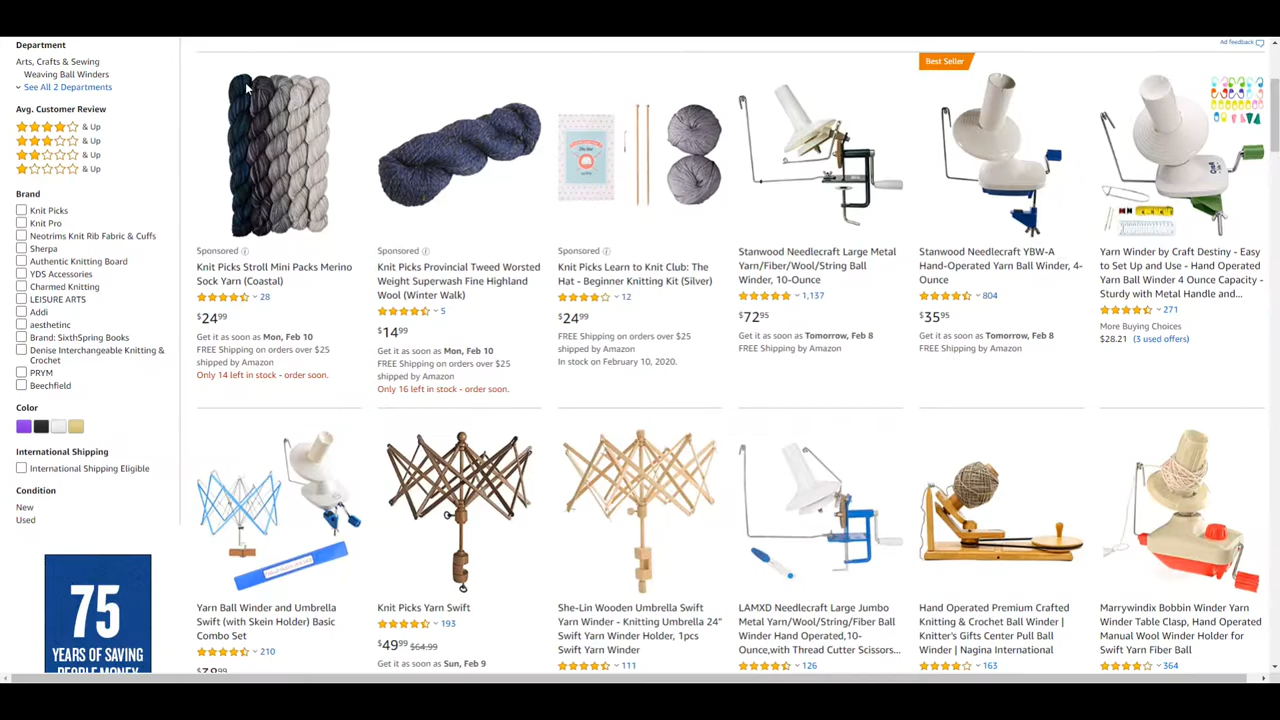 Ad feedback
Department
Arts, Crafts & Sewing
Weaving Ball Winders
See All 2 Departments
Avg. Customer Review
& Up
& Up
& Up
& Up
Brand
Knit Picks
Knit Pro
Neotrims Knit Rib Fabric & Cuffs
Sherpa
Authentic Knitting Board
YDS Accessories
Charmed Knitting
LEISURE ARTS
Addi
aesthetinc
Brand: SixthSpring Books
Denise Interchangeable Knitting &
Crochet
PRYM
Beechfield
Color
International Shipping
International Shipping Eligible
Condition
New
Used
75
YEARS OF SAVING
PEOPLE MONEY
Sponsored
Knit Picks Stroll Mini Packs Merino
Sock Yarn (Coastal)
28
$24.99
Get it as soon as Mon, Feb 10
FREE Shipping on orders over $25
shipped by Amazon
Only 14 left in stock - order soon.
Sponsored
Knit Picks Provincial Tweed Worsted
Weight Superwash Fine Highland
Wool (Winter Walk)
5
$14.99
Get it as soon as Mon, Feb 10
FREE Shipping on orders over $25
shipped by Amazon
Only 16 left in stock - order soon.
Sponsored
Knit Picks Learn to Knit Club: The
Hat - Beginner Knitting Kit (Silver)
12
$24.99
FREE Shipping on orders over $25
shipped by Amazon
In stock on February 10, 2020.
Stanwood Needlecraft Large Metal
Yarn/Fiber/Wool/String Ball
Winder, 10-Ounce
1,137
$72.95
Get it as soon as Tomorrow, Feb 8
FREE Shipping by Amazon
Best Seller
Stanwood Needlecraft YBW-A
Hand-Operated Yarn Ball Winder, 4-
Ounce
804
$35.95
Get it as soon as Tomorrow, Feb 8
FREE Shipping by Amazon
Yarn Winder by Craft Destiny - Easy
to Set Up and Use - Hand Operated
Yarn Ball Winder 4 Ounce Capacity -
Sturdy with Metal Handle and...
271
More Buying Choices
$28.21 (3 used offers)
Yarn Ball Winder and Umbrella
Swift (with Skein Holder) Basic
Combo Set
210
Knit Picks Yarn Swift
193
$49.99 $64.99
Get it as soon as Sun, Feb 9
She-Lin Wooden Umbrella Swift
Yarn Winder - Knitting Umbrella 24"
Swift Yarn Winder Holder, 1pcs
Swift Yarn Winder
111
LAMXD Needlecraft Large Jumbo
Metal Yarn/Wool/String/Fiber Ball
Winder Hand Operated,10-
Ounce,with Thread Cutter Scissors...
126
Hand Operated Premium Crafted
Knitting & Crochet Ball Winder |
Knitter's Gifts Center Pull Ball
Winder | Nagina International
163
Marrywindix Bobbin Winder Yarn
Winder Table Clasp, Hand Operated
Manual Wool Winder Holder for
Swift Yarn Fiber Ball
364